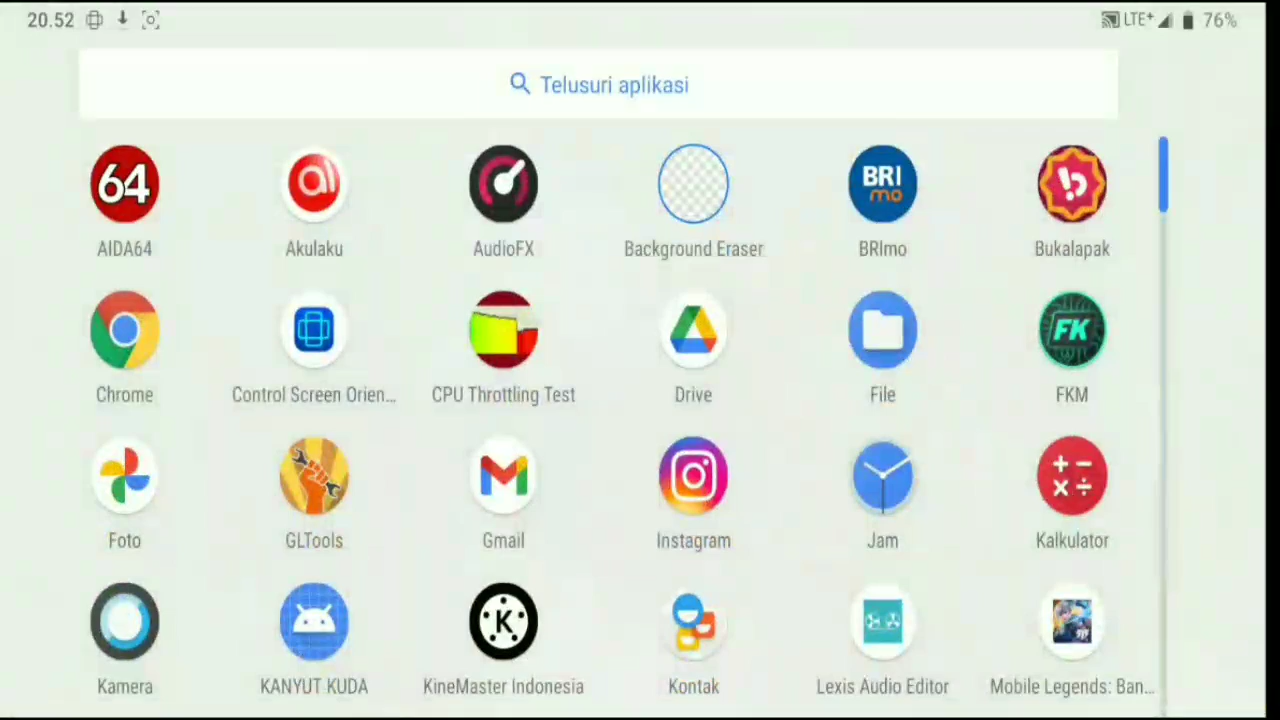 20.52 LTE+ 76%
Telusuri aplikasi
64 BRI mo
AIDA64 Akulaku AudioFX Background Eraser BRImo Bukalapak
FK
Chrome Control Screen Orien... CPU Throttling Test Drive File FKM
Foto GLTools Gmail Instagram Jam Kalkulator
K
Kamera KANYUT KUDA KineMaster Indonesia Kontak Lexis Audio Editor Mobile Legends: Ban...